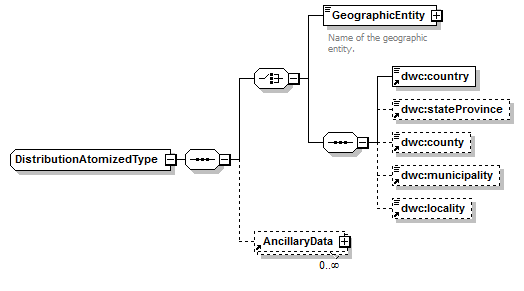 GeographicEntity
Name of the geographic
entity.
dwc:country
dwc:stateProvince
dwc:county
DistributionAtomizedType
dwc:municipality
dwc:locality
AncillaryData
0..∞